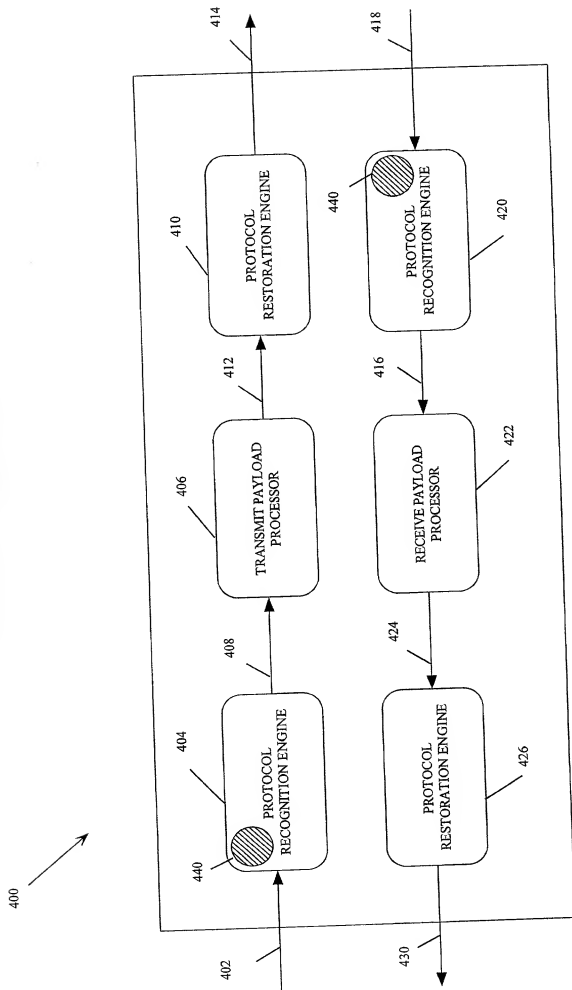 400
402
440
404
PROTOCOL
RECOGNITION ENGINE
408
406
TRANSMIT PAYLOAD
PROCESSOR
412
410
PROTOCOL
RESTORATION ENGINE
414
418
440
PROTOCOL
RECOGNITION ENGINE
420
416
RECEIVE PAYLOAD
PROCESSOR
422
424
PROTOCOL
RESTORATION ENGINE
426
430